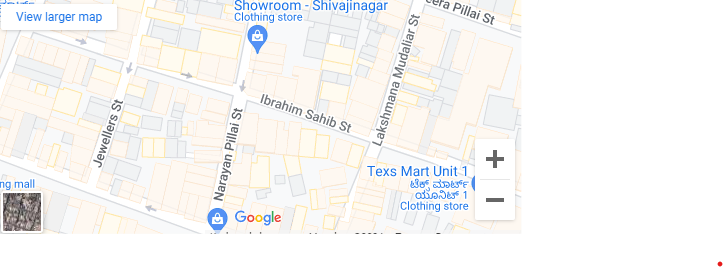 View larger map
Showroom - Shivajinagar
Clothing store
Pillai St
Ibrahim Sahib St
Lakshmana Mudaliar St
Jewellers St
Narayan Pillai St
Texs Mart Unit 1
ಟೆಕ್ಸ್ ಮಾರ್ಟ್
ಯೂನಿಟ್ 1
Clothing store
mall
Google